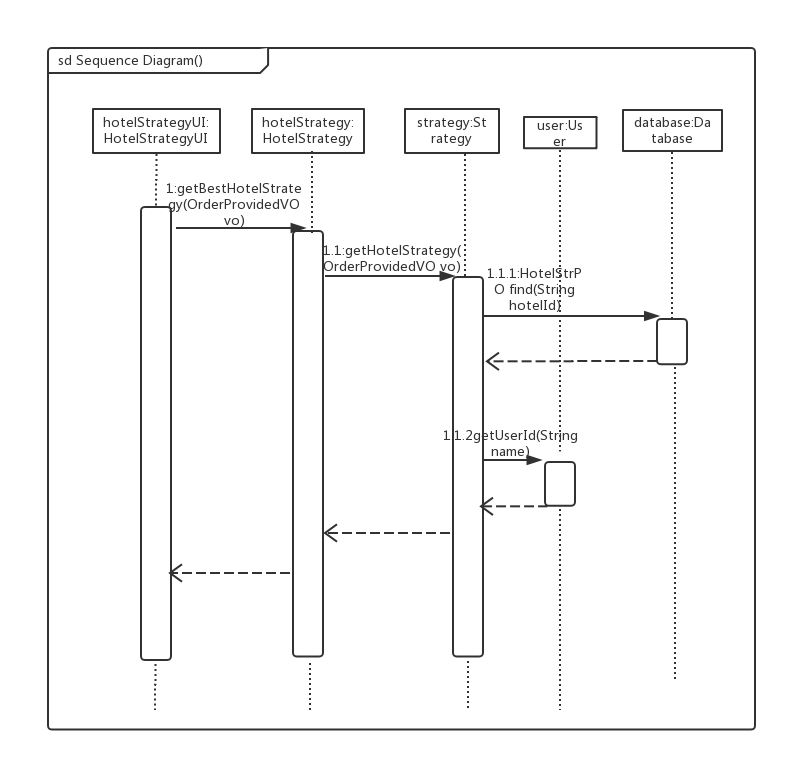 sd Sequence Diagram()
hotelStrategyUI:
HotelStrategyUI
hotelStrategy:
HotelStrategy
strategy:St
rategy
user:Us
er
database:Da
tabase
1:getBestHotelStrate
gy(OrderProvidedVO
vo)
1.1:getHotelStrategy(
OrderProvidedVO vo)
1.1.1:HotelStrP
O find(String
hotelId)
1.1.2getUserId(String
name)